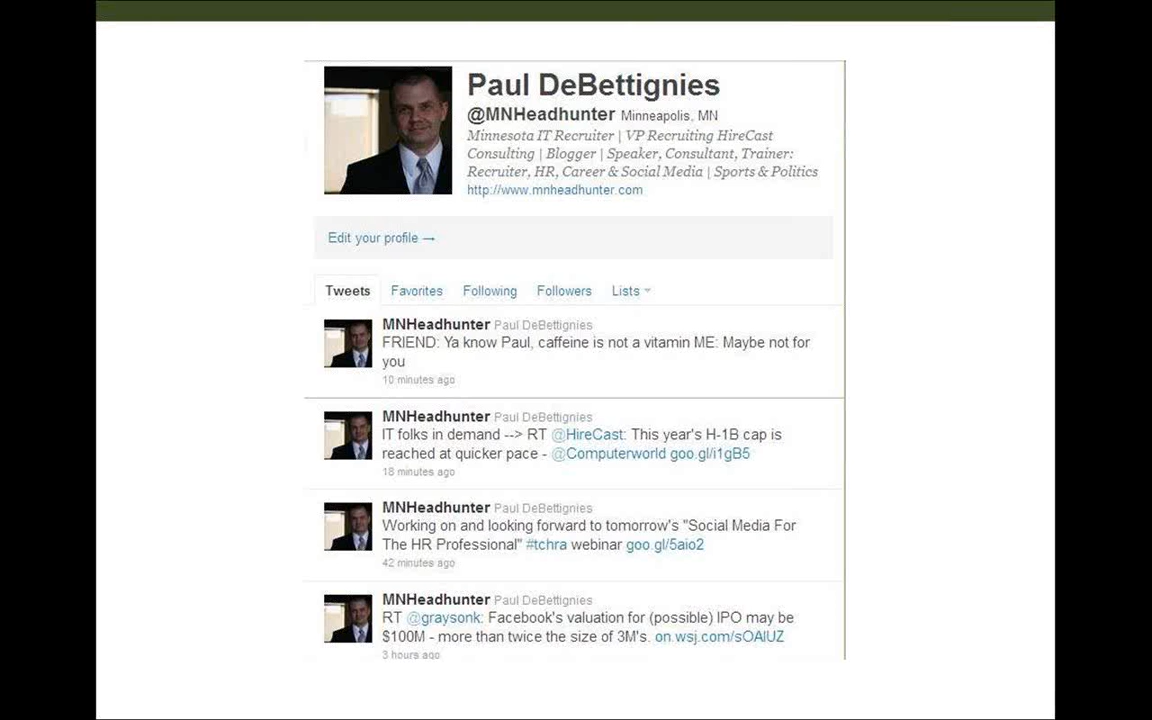 Paul DeBettignies
@MNHeadhunter Minneapolis, MN
Minnesota IT Recruiter | VP Recruiting HireCast
Consulting | Blogger | Speaker, Consultant, Trainer:
Recruiter, HR, Career & Social Media | Sports & Politics
http://www.mnheadhunter.com
Edit your profile →
Tweets Favorites Following Followers Lists
MNHeadhunter Paul DeBettignies
FRIEND: Ya know Paul, caffeine is not a vitamin ME: Maybe not for
you
10 minutes ago
MNHeadhunter Paul DeBettignies
IT folks in demand --> RT @HireCast: This year's H-1B cap is
reached at quicker pace - @Computerworld goo.gl/i1gB5
18 minutes ago
MNHeadhunter Paul DeBettignies
Working on and looking forward to tomorrow's "Social Media For
The HR Professional" #tchra webinar goo.gl/5aio2
42 minutes ago
MNHeadhunter Paul DeBettignies
RT @graysonk: Facebook's valuation for (possible) IPO may be
$100M - more than twice the size of 3M's. on.wsj.com/sOAIUZ
3 hours ago